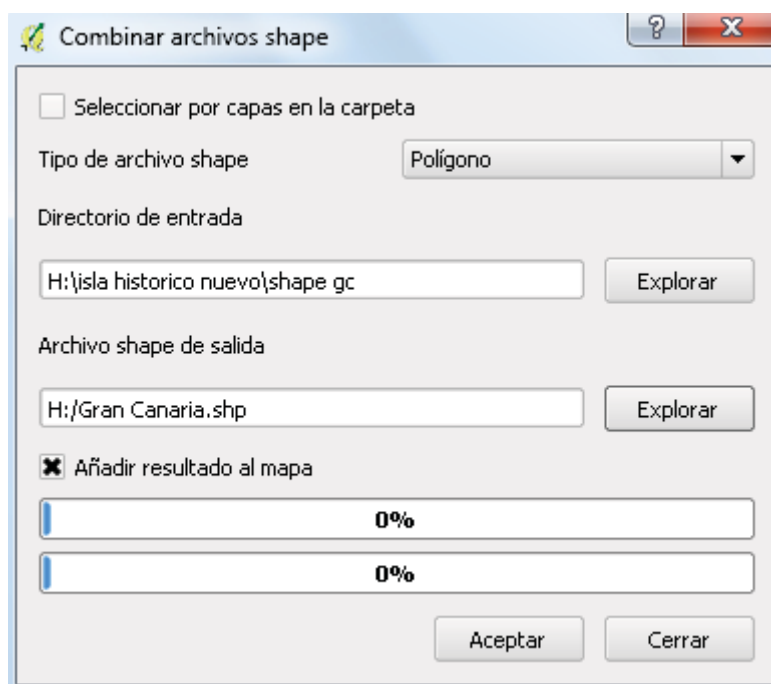 Combinar archivos shape
Seleccionar por capas en la carpeta
Tipo de archivo shape Polígono
Directorio de entrada
H:\isla historico nuevo\shape gc Explorar
Archivo shape de salida
H:/Gran Canaria.shp Explorar
Añadir resultado al mapa
0%
0%
Aceptar Cerrar